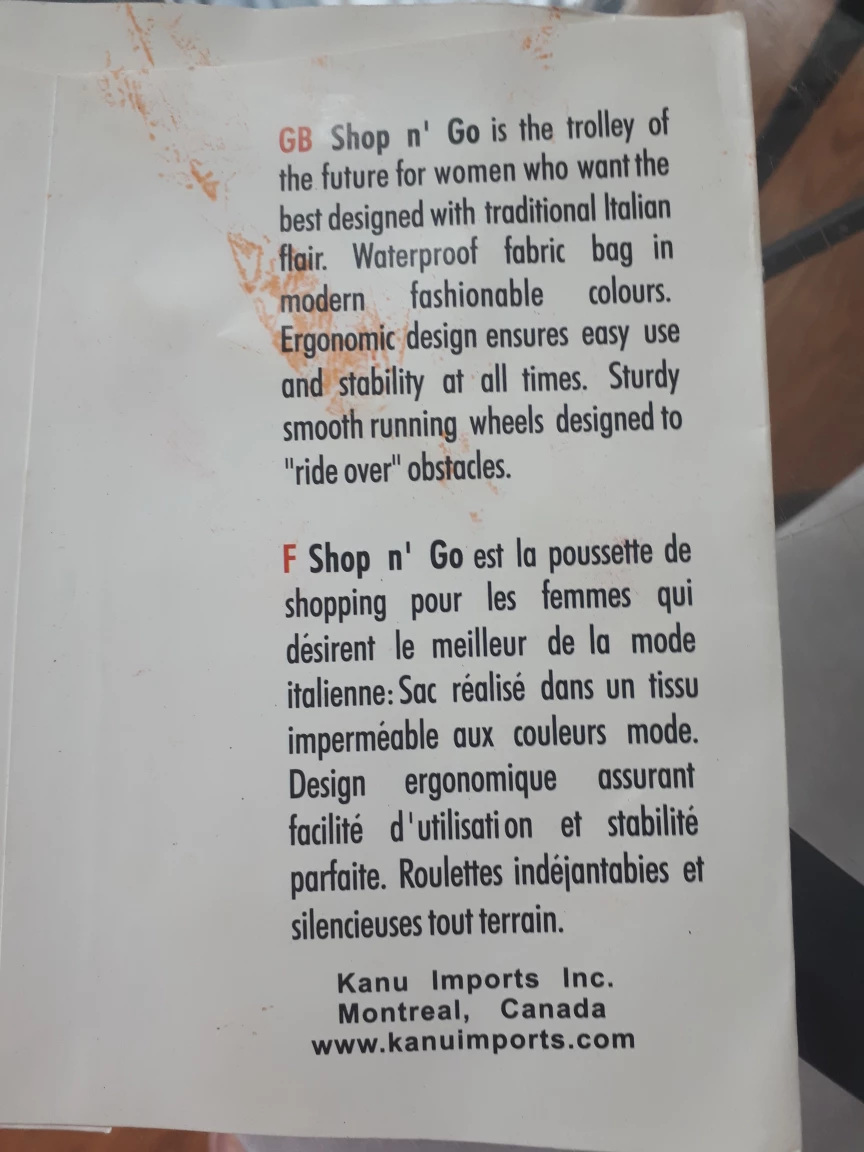 GB Shop n' Go is the trolley of
the future for women who want the
best designed with traditional Italian
flair. Waterproof fabric bag in
modern fashionable colours.
Ergonomic design ensures easy use
and stability at all times. Sturdy
smooth running wheels designed to
"ride over" obstacles.
F Shop n' Go est la poussette de
shopping pour les femmes qui
désirent le meilleur de la mode
italienne: Sac réalisé dans un tissu
imperméable aux couleurs mode.
Design ergonomique assurant
facilité d'utilisation et stabilité
parfaite. Roulettes indéjantabies et
silencieuses tout terrain.
Kanu Imports Inc.
Montreal, Canada
www.kanuimports.com